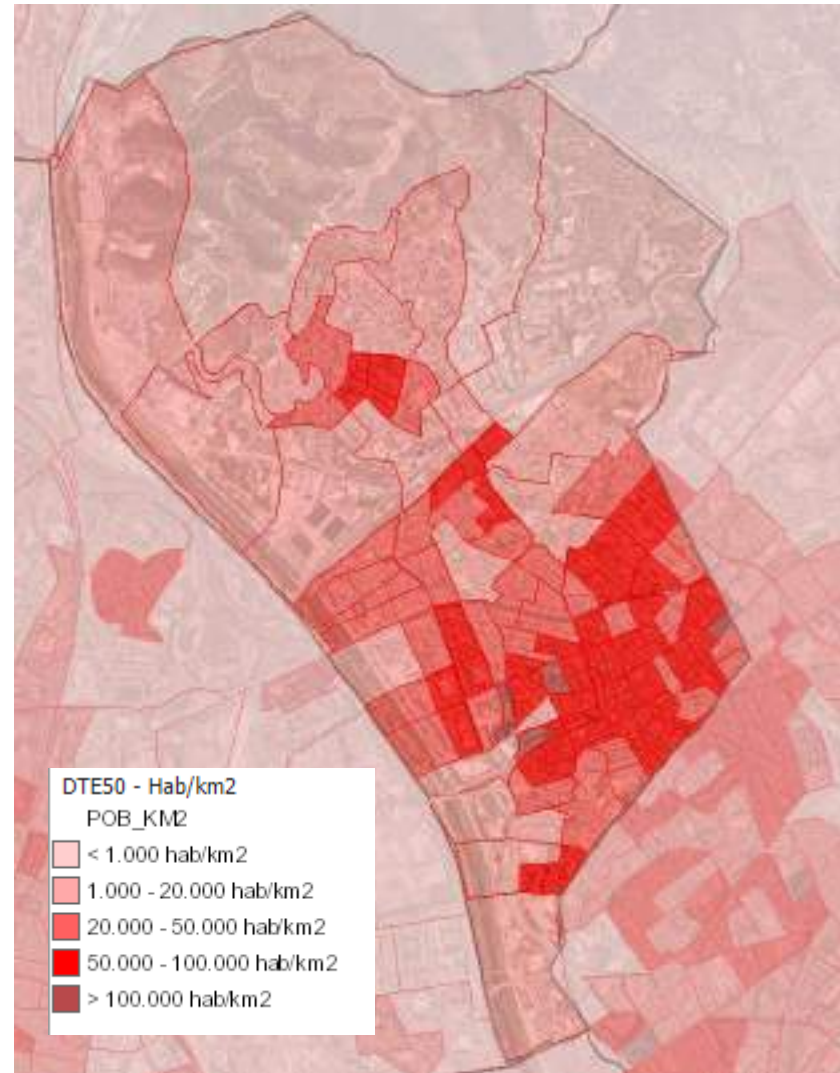 DTE50 - Hab/km2
POB_KM2
< 1.000 hab/km2
1.000 - 20.000 hab/km2
20.000 - 50.000 hab/km2
50.000 - 100.000 hab/km2
> 100.000 hab/km2